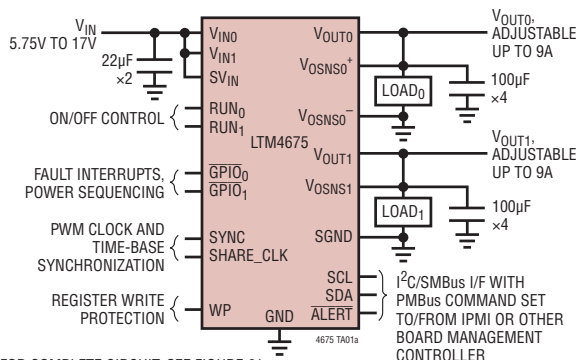 VIN
5.75V TO 17V
22µF
×2
ON/OFF CONTROL
FAULT INTERRUPTS,
POWER SEQUENCING
PWM CLOCK AND
TIME-BASE
SYNCHRONIZATION
REGISTER WRITE
PROTECTION
VIN0
VIN1
SVIN
RUN0
RUN1
GPIO0
GPIO1
SYNC
SHARE_CLK
WP
LTM4675
GND
VOUT0
VOSNS0+
VOSNS0−
VOUT1
VOSNS1
SGND
SCL
SDA
ALERT
4675 TA01a
LOAD0
LOAD1
VOUT0,
ADJUSTABLE
UP TO 9A
100µF
×4
VOUT1,
ADJUSTABLE
UP TO 9A
100µF
×4
I2C/SMBus I/F WITH
PMBus COMMAND SET
TO/FROM IPMI OR OTHER
BOARD MANAGEMENT
CONTROLLER